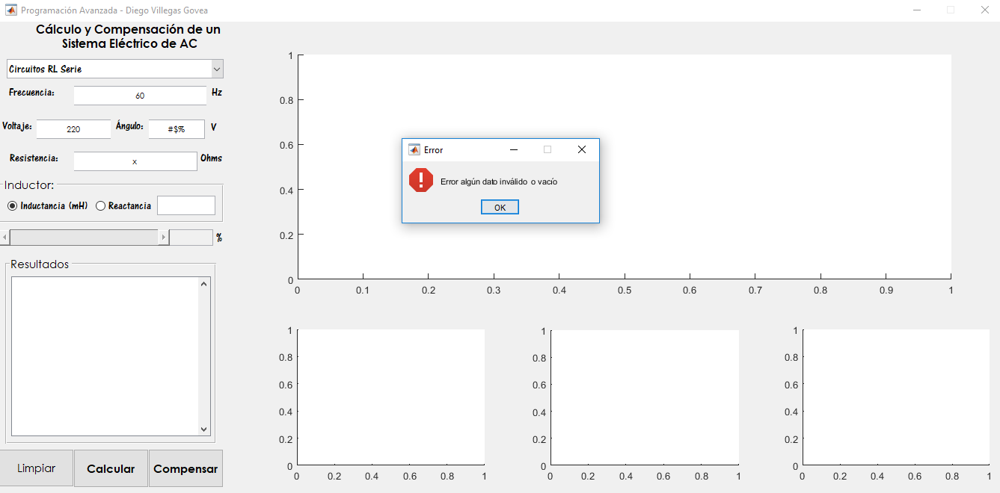 Programación Avanzada - Diego Villegas Govea
Cálculo y Compensación de un
Sistema Eléctrico de AC
Circuitos RL Serie
Frecuencia: 60 Hz
Voltaje: 220 Ángulo: #$% V
Resistencia: x Ohms
Inductor:
Inductancia (mH) Reactancia
%
Resultados
Limpiar Calcular Compensar
1
0.8
0.6
0.4
0.2
0
0 0.1 0.2 0.3 0.4 0.5 0.6 0.7 0.8 0.9 1
Error
Error algún dato inválido o vacío
OK
1
0.8
0.6
0.4
0.2
0
0 0.2 0.4 0.6 0.8 1
1
0.8
0.6
0.4
0.2
0
0 0.2 0.4 0.6 0.8 1
1
0.8
0.6
0.4
0.2
0
0 0.2 0.4 0.6 0.8 1